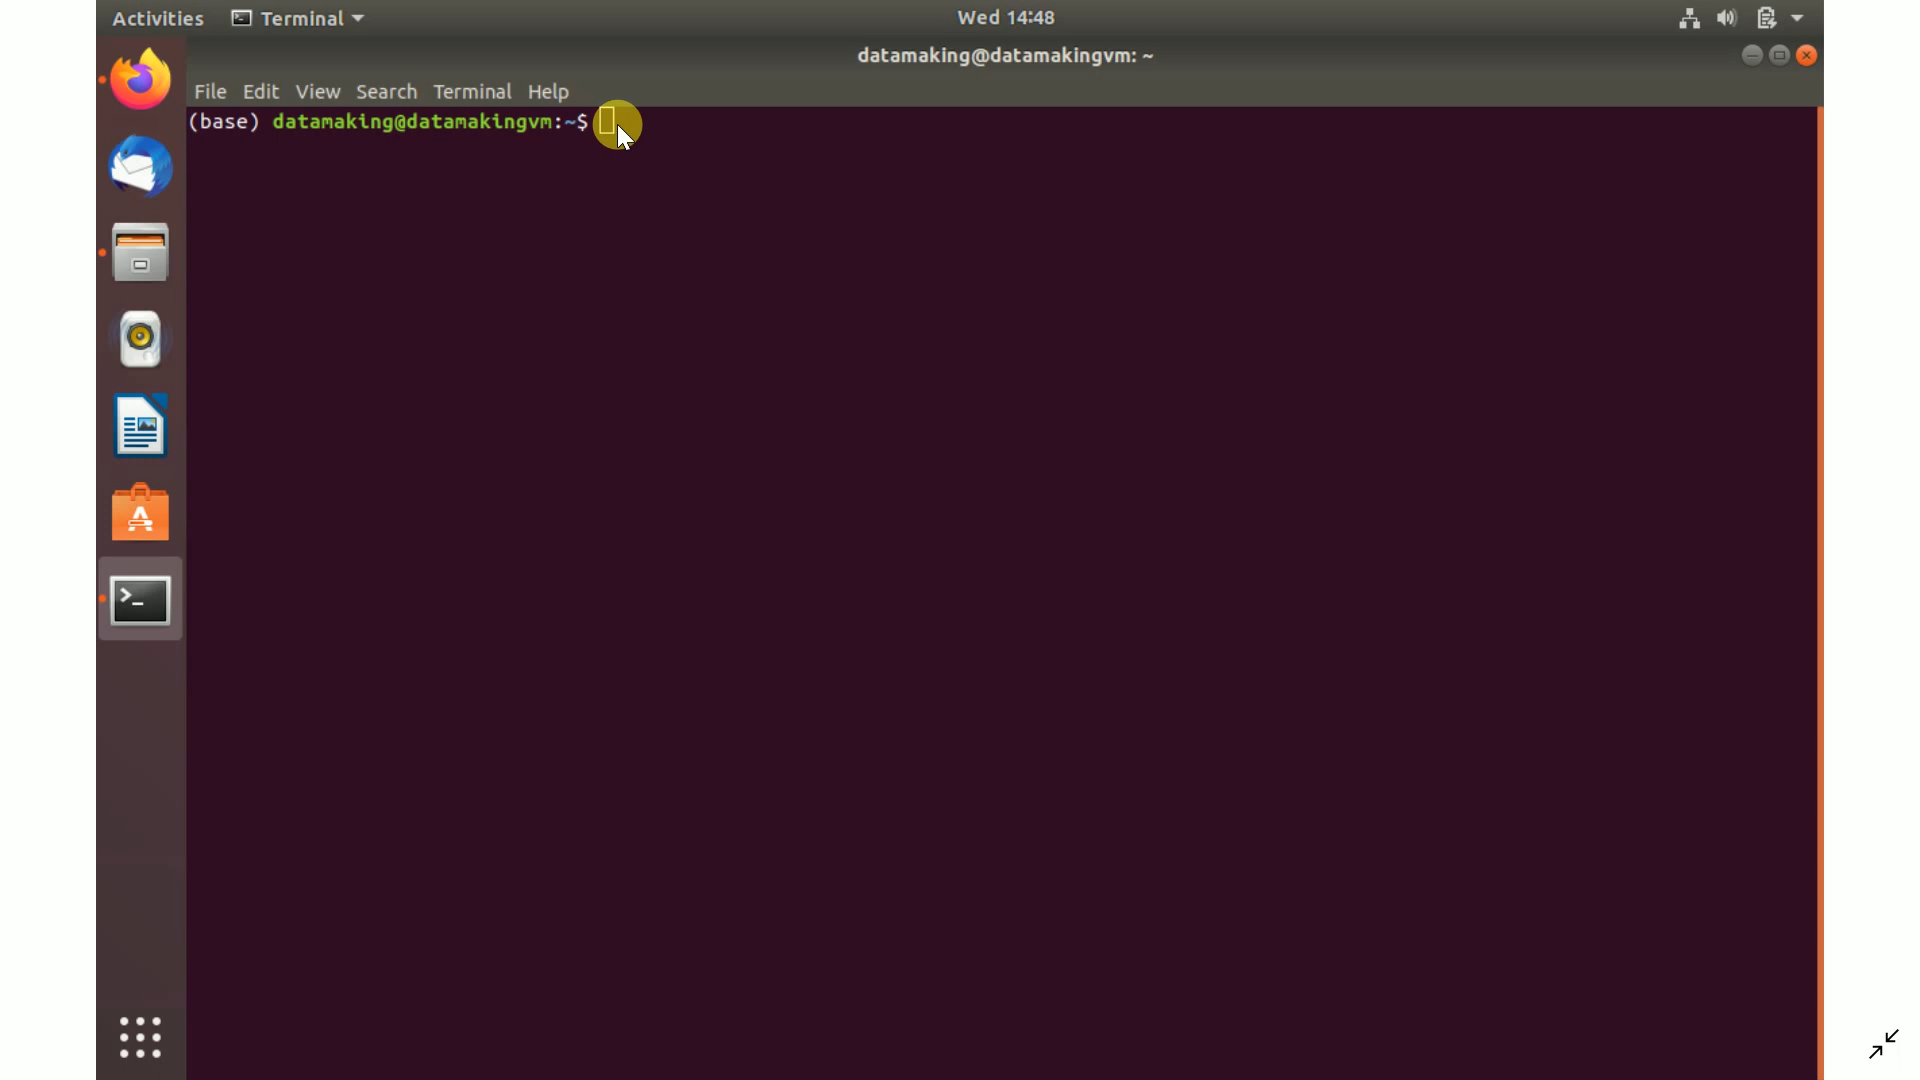 Activities Terminal Wed 14:48
datamaking@datamakingvm: ~
File Edit View Search Terminal Help
(base) datamaking@datamakingvm:~$